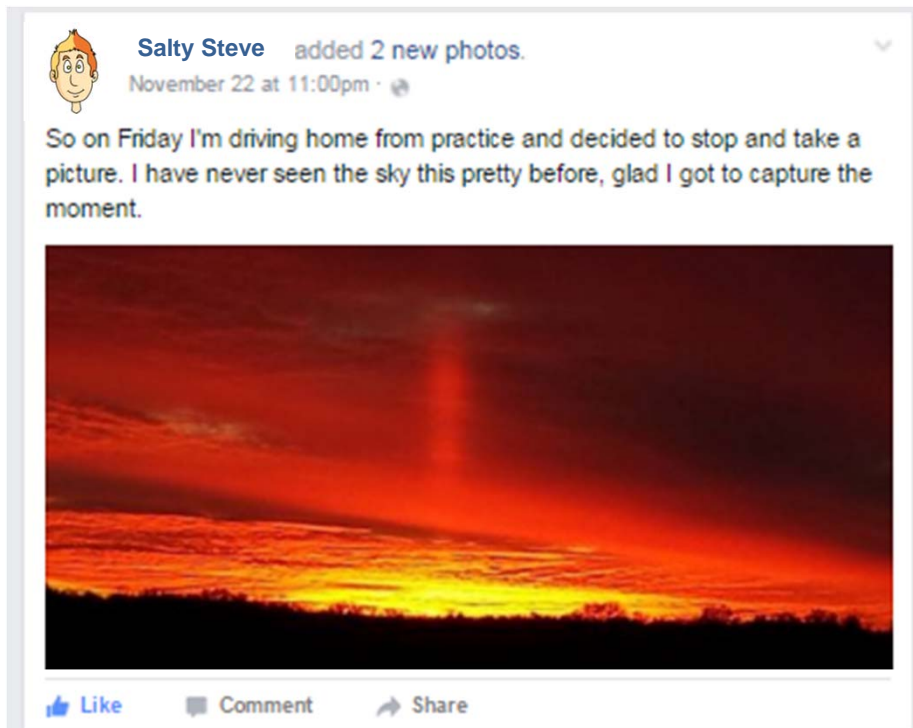 Salty Steve added 2 new photos.
November 22 at 11:00pm ·
So on Friday I'm driving home from practice and decided to stop and take a
picture. I have never seen the sky this pretty before, glad I got to capture the
moment.
Like Comment Share